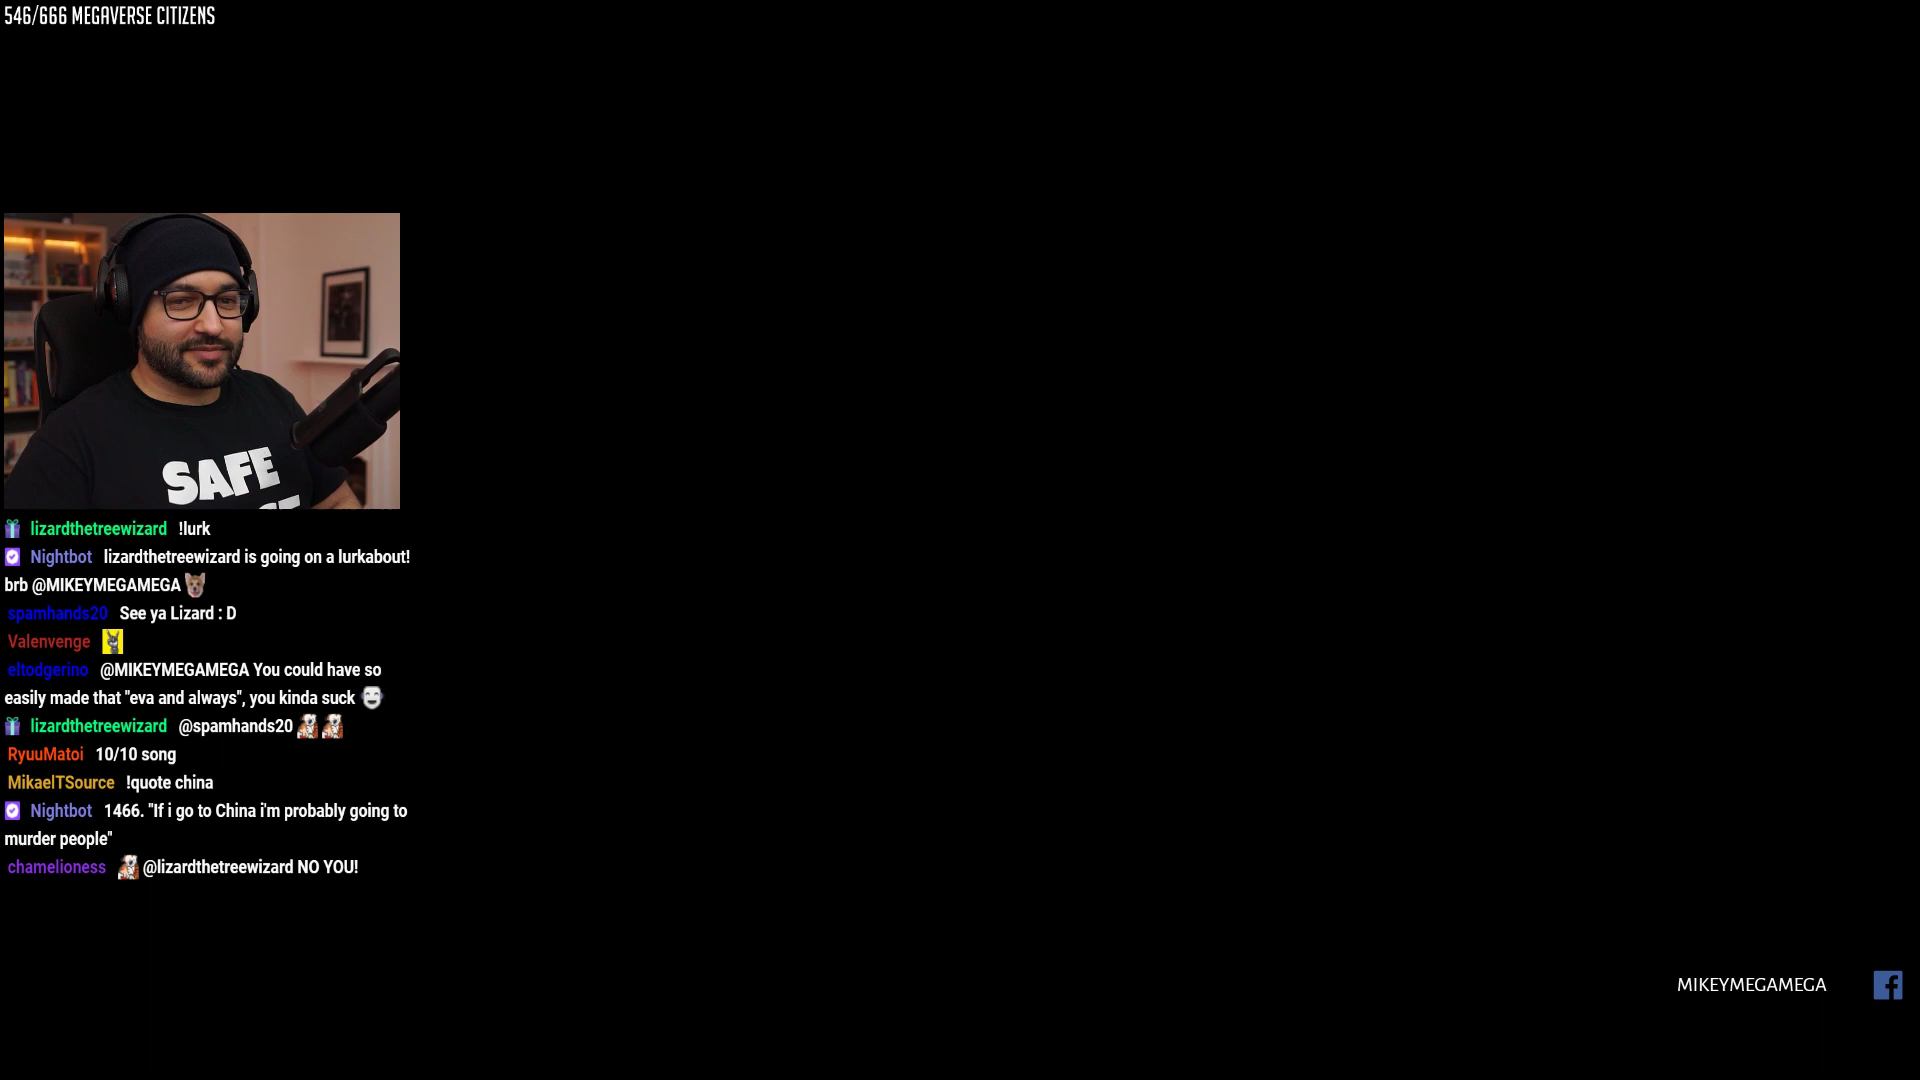 546/666 MEGAVERSE CITIZENS
SAFE
lizardthetreewizard !lurk
Nightbot lizardthetreewizard is going on a lurkabout!
brb @MIKEYMEGAMEGA
spamhands20 See ya Lizard : D
Valenvenge
eltodgerino @MIKEYMEGAMEGA You could have so
easily made that "eva and always", you kinda suck
lizardthetreewizard @spamhands20
RyuuMatoi 10/10 song
MikaelTSource !quote china
Nightbot 1466. "If i go to China i'm probably going to
murder people"
chamelioness @lizardthetreewizard NO YOU!
MIKEYMEGAMEGA